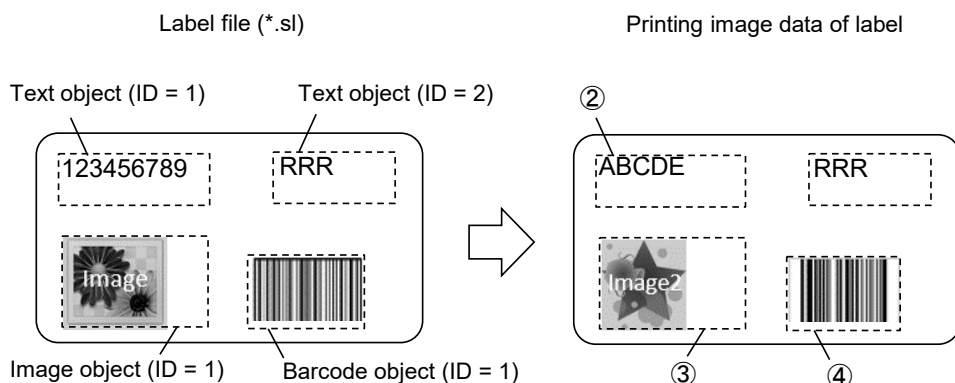 Label file (*.sl)
Printing image data of label
Text object (ID = 1)
Text object (ID = 2)
②
123456789
RRR
ABCDE
RRR
Image
Image2
Image object (ID = 1)
Barcode object (ID = 1)
③
④